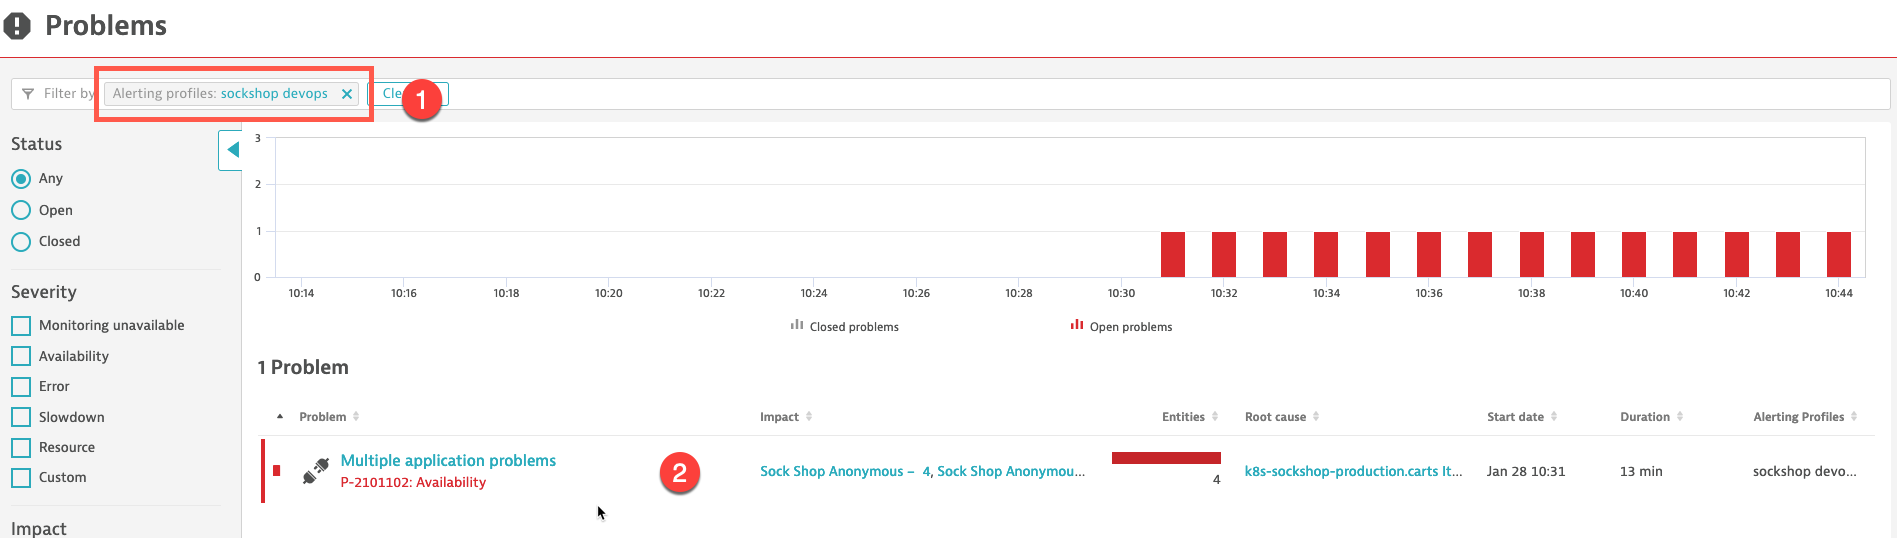 Problems
Filter by Alerting profiles: sockshop devops Cle
1
Status
Any
Open
Closed
Severity
Monitoring unavailable
Availability
Error
Slowdown
Resource
Custom
Impact
3
2
1
0
10:14 10:16 10:18 10:20 10:22 10:24 10:26 10:28 10:30 10:32 10:34 10:36 10:38 10:40 10:42 10:44
Closed problems Open problems
1 Problem
Problem Impact Entities Root cause Start date Duration Alerting Profiles
Multiple application problems
P-2101102: Availability
2
Sock Shop Anonymous – 4, Sock Shop Anonymou...
4
k8s-sockshop-production.carts It...
Jan 28 10:31
13 min
sockshop devo...